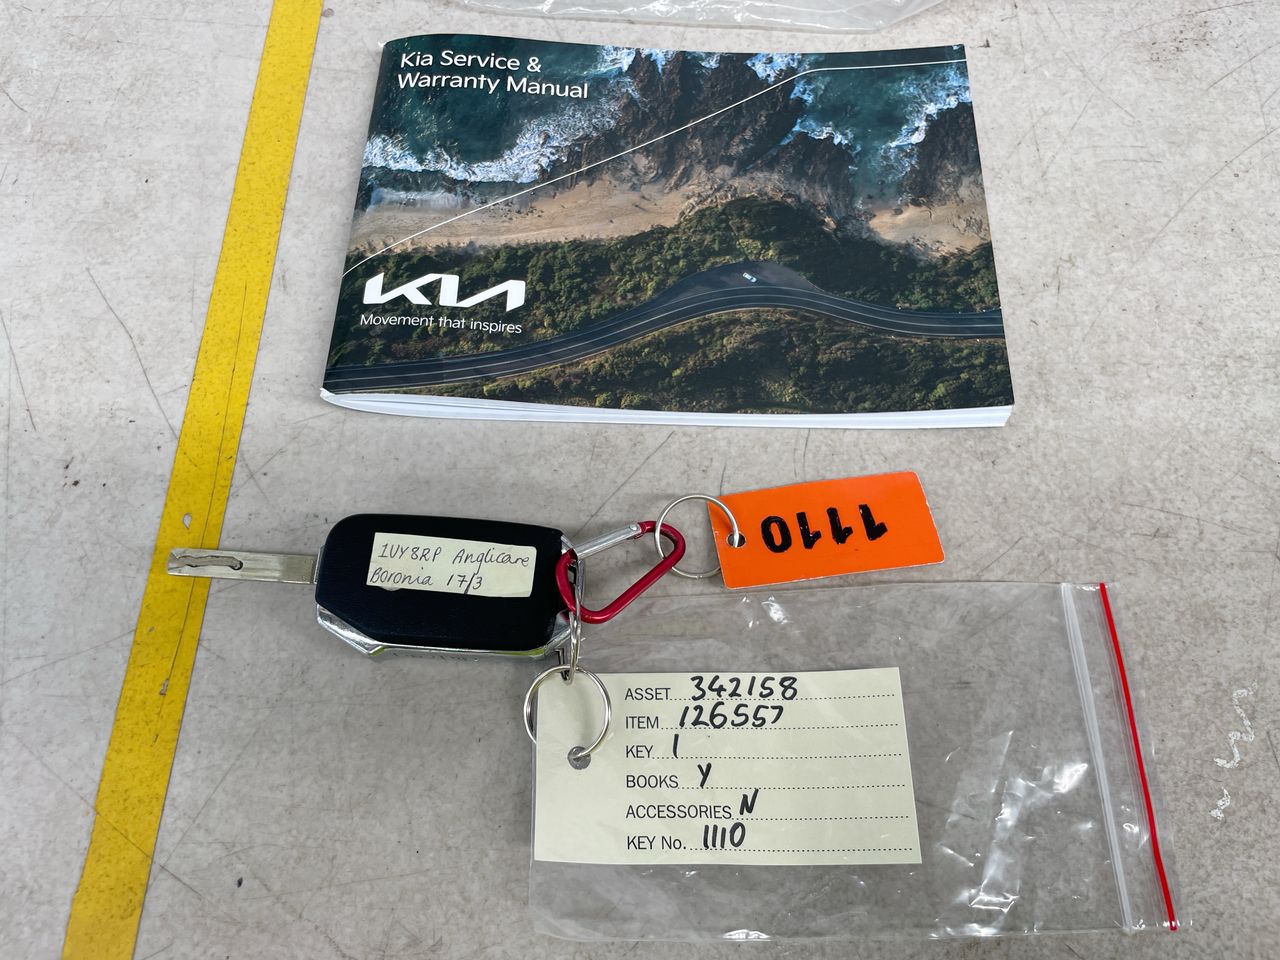 Kia Service &
Warranty Manual
KIA
Movement that inspires
1110
1UY8RP Anglicare
Boronia 17/3
ASSET 342158
ITEM 126557
KEY 1
BOOKS Y
ACCESSORIES N
KEY No. 1110